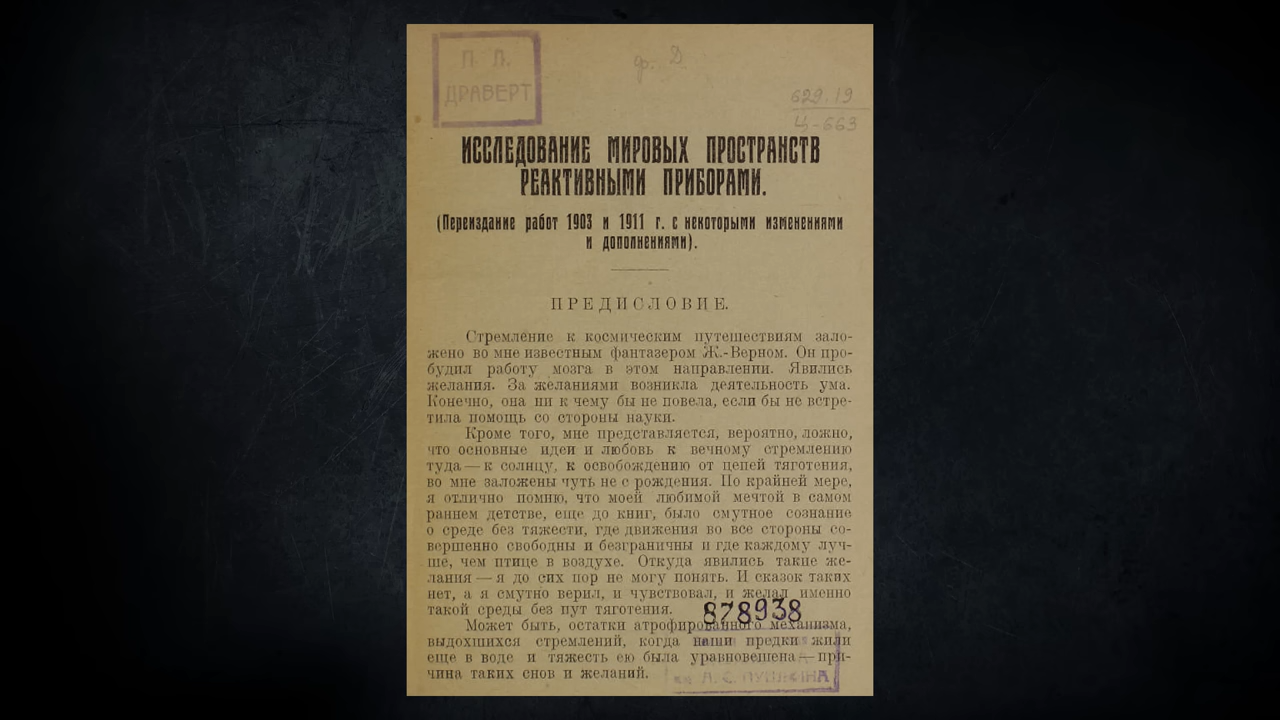 П. Л.
ДРАВЕРТ
ф. Д
629.19
Ц-663
ИССЛЕДОВАНИЕ МИРОВЫХ ПРОСТРАНСТВ
РЕАКТИВНЫМИ ПРИБОРАМИ.
(Переиздание работ 1903 и 1911 г. с некоторыми изменениями
и дополнениями).
ПРЕДИСЛОВИЕ.
Стремление к космическим путешествиям зало-
жено во мне известным фантазером Ж.-Верном. Он про-
будил работу мозга в этом направлении. Явились
желания. За желаниями возникла деятельность ума.
Конечно, она ни к чему бы не повела, если бы не встре-
тила помощь со стороны науки.
Кроме того, мне представляется, вероятно, ложно,
что основные идеи и любовь к вечному стремлению
туда — к солнцу, к освобождению от цепей тяготения,
во мне заложены чуть не с рождения. По крайней мере,
я отлично помню, что моей любимой мечтой в самом
раннем детстве, еще до книг, было смутное сознание
о среде без тяжести, где движения во все стороны со-
вершенно свободны и безграничны и где каждому луч-
ше, чем птице в воздухе. Откуда явились такие же-
лания — я до сих пор не могу понять. И сказок таких
нет, а я смутно верил, и чувствовал, и желал именно
такой среды без пут тяготения.
878938
Может быть, остатки атрофированного механизма,
выдохшихся стремлений, когда наши предки жили
еще в воде и тяжесть ею была уравновешена — при-
чина таких снов и желаний.
А. С. ПУШКИНА